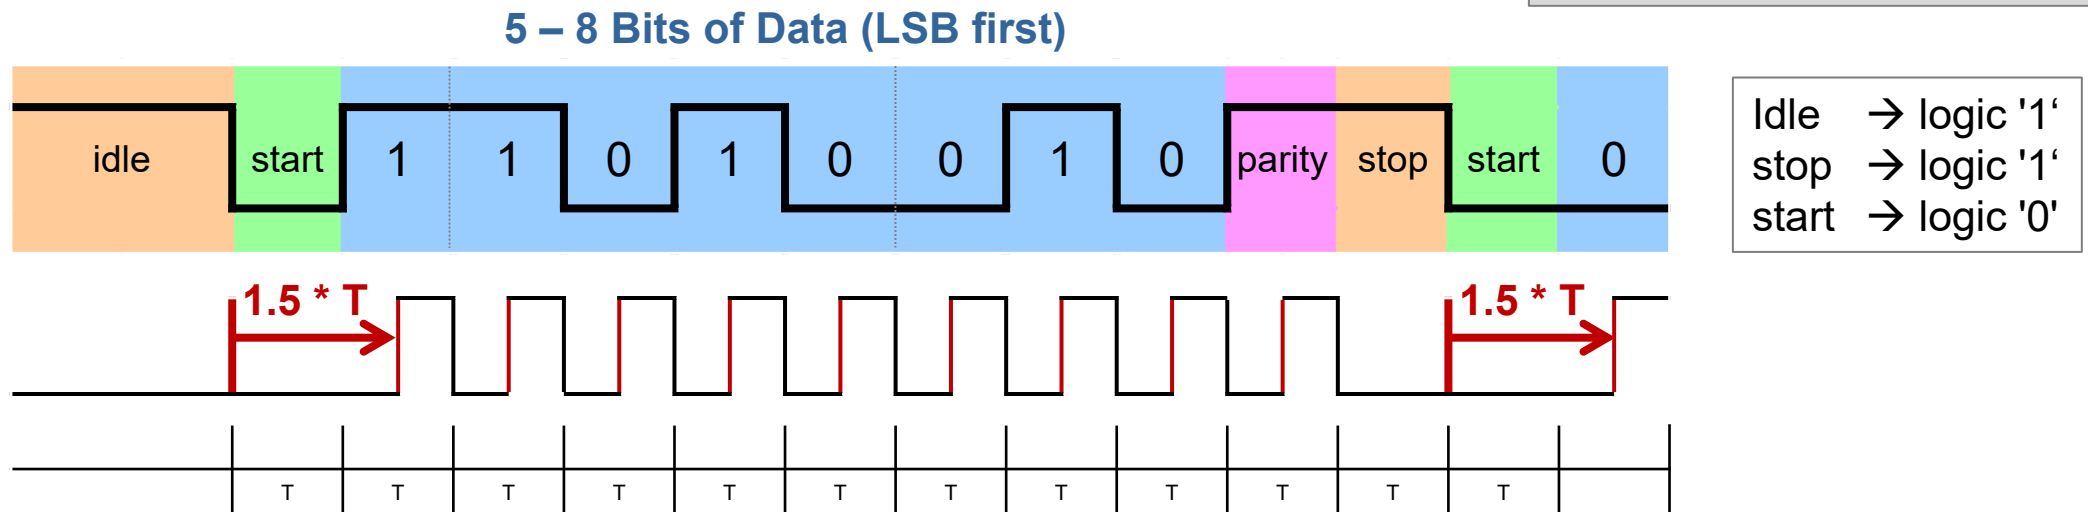 5 – 8 Bits of Data (LSB first)
idle start 1 1 0 1 0 0 1 0 parity stop start 0
Idle → logic '1‘
stop → logic '1‘
start → logic '0'
1.5 * T 1.5 * T
T T T T T T T T T T T T